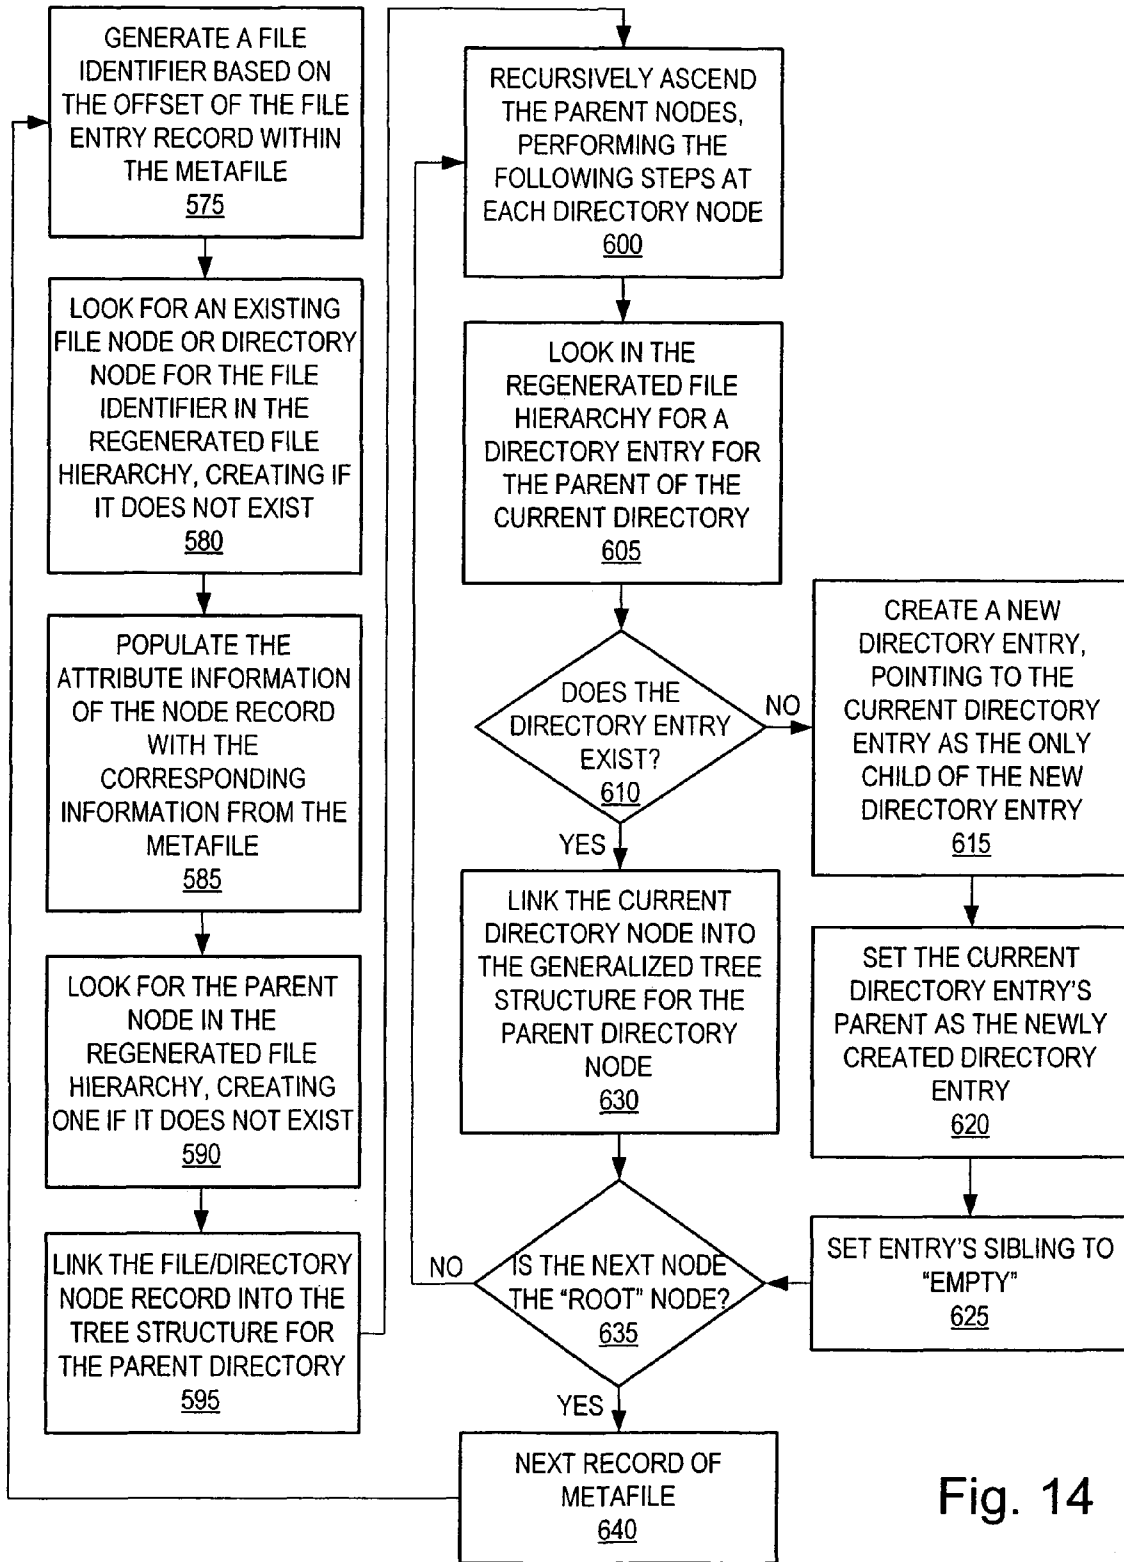 GENERATE A FILE
IDENTIFIER BASED ON
THE OFFSET OF THE FILE
ENTRY RECORD WITHIN
THE METAFILE
575
LOOK FOR AN EXISTING
FILE NODE OR DIRECTORY
NODE FOR THE FILE
IDENTIFIER IN THE
REGENERATED FILE
HIERARCHY, CREATING IF
IT DOES NOT EXIST
580
POPULATE THE
ATTRIBUTE INFORMATION
OF THE NODE RECORD
WITH THE
CORRESPONDING
INFORMATION FROM THE
METAFILE
585
LOOK FOR THE PARENT
NODE IN THE
REGENERATED FILE
HIERARCHY, CREATING
ONE IF IT DOES NOT EXIST
590
LINK THE FILE/DIRECTORY
NODE RECORD INTO THE
TREE STRUCTURE FOR
THE PARENT DIRECTORY
595
RECURSIVELY ASCEND
THE PARENT NODES,
PERFORMING THE
FOLLOWING STEPS AT
EACH DIRECTORY NODE
600
LOOK IN THE
REGENERATED FILE
HIERARCHY FOR A
DIRECTORY ENTRY FOR
THE PARENT OF THE
CURRENT DIRECTORY
605
DOES THE
DIRECTORY ENTRY
EXIST?
610
NO
YES
CREATE A NEW
DIRECTORY ENTRY,
POINTING TO THE
CURRENT DIRECTORY
ENTRY AS THE ONLY
CHILD OF THE NEW
DIRECTORY ENTRY
615
SET THE CURRENT
DIRECTORY ENTRY'S
PARENT AS THE NEWLY
CREATED DIRECTORY
ENTRY
620
SET ENTRY'S SIBLING TO
"EMPTY"
625
LINK THE CURRENT
DIRECTORY NODE INTO
THE GENERALIZED TREE
STRUCTURE FOR THE
PARENT DIRECTORY
NODE
630
IS THE NEXT NODE
THE "ROOT" NODE?
635
NO
YES
NEXT RECORD OF
METAFILE
640
Fig. 14